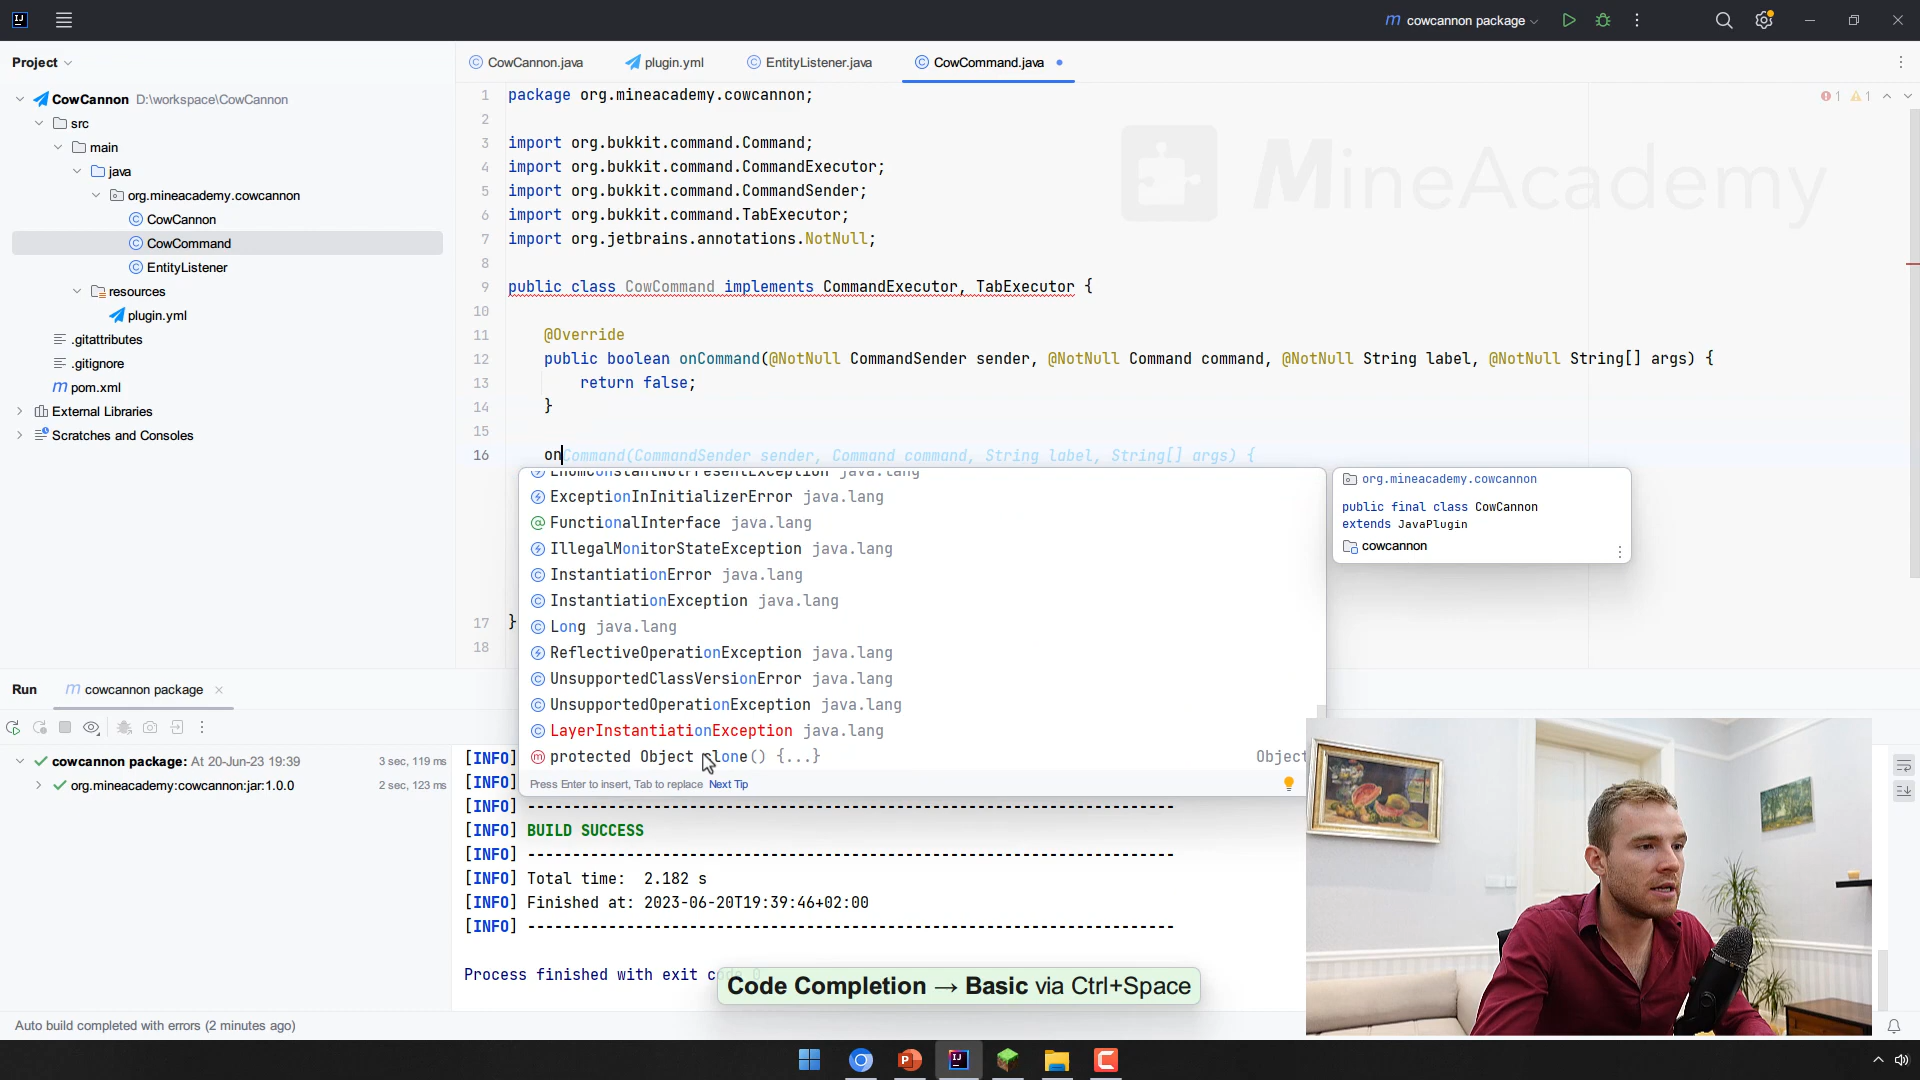 cowcannon package
Project
CowCannon.java
plugin.yml
EntityListener.java
CowCommand.java
CowCannon D:\workspace\CowCannon
src
main
java
org.mineacademy.cowcannon
CowCannon
CowCommand
EntityListener
resources
plugin.yml
.gitattributes
.gitignore
pom.xml
External Libraries
Scratches and Consoles
1 package org.mineacademy.cowcannon;
2
3 import org.bukkit.command.Command;
4 import org.bukkit.command.CommandExecutor;
5 import org.bukkit.command.CommandSender;
6 import org.bukkit.command.TabExecutor;
7 import org.jetbrains.annotations.NotNull;
8
9 public class CowCommand implements CommandExecutor, TabExecutor {
10
11 @Override
12 public boolean onCommand(@NotNull CommandSender sender, @NotNull Command command, @NotNull String label, @NotNull String[] args) {
13 return false;
14 }
15
16 onCommand(CommandSender sender, Command command, String label, String[] args) {
17 }
18
1 1
MineAcademy
EnumConstantNotPresentException java.lang
ExceptionInInitializerError java.lang
FunctionalInterface java.lang
IllegalMonitorStateException java.lang
InstantiationError java.lang
InstantiationException java.lang
Long java.lang
ReflectiveOperationException java.lang
UnsupportedClassVersionError java.lang
UnsupportedOperationException java.lang
LayerInstantiationException java.lang
protected Object clone() {...} Object
Press Enter to insert, Tab to replace Next Tip
org.mineacademy.cowcannon
public final class CowCannon
extends JavaPlugin
cowcannon
Run
cowcannon package
cowcannon package: At 20-Jun-23 19:39 3 sec, 119 ms
org.mineacademy:cowcannon:jar:1.0.0 2 sec, 123 ms
[INFO]
[INFO]
[INFO] ------------------------------------------------------------------------
[INFO] BUILD SUCCESS
[INFO] ------------------------------------------------------------------------
[INFO] Total time: 2.182 s
[INFO] Finished at: 2023-06-20T19:39:46+02:00
[INFO] ------------------------------------------------------------------------
Process finished with exit code 0
Code Completion → Basic via Ctrl+Space
Auto build completed with errors (2 minutes ago)